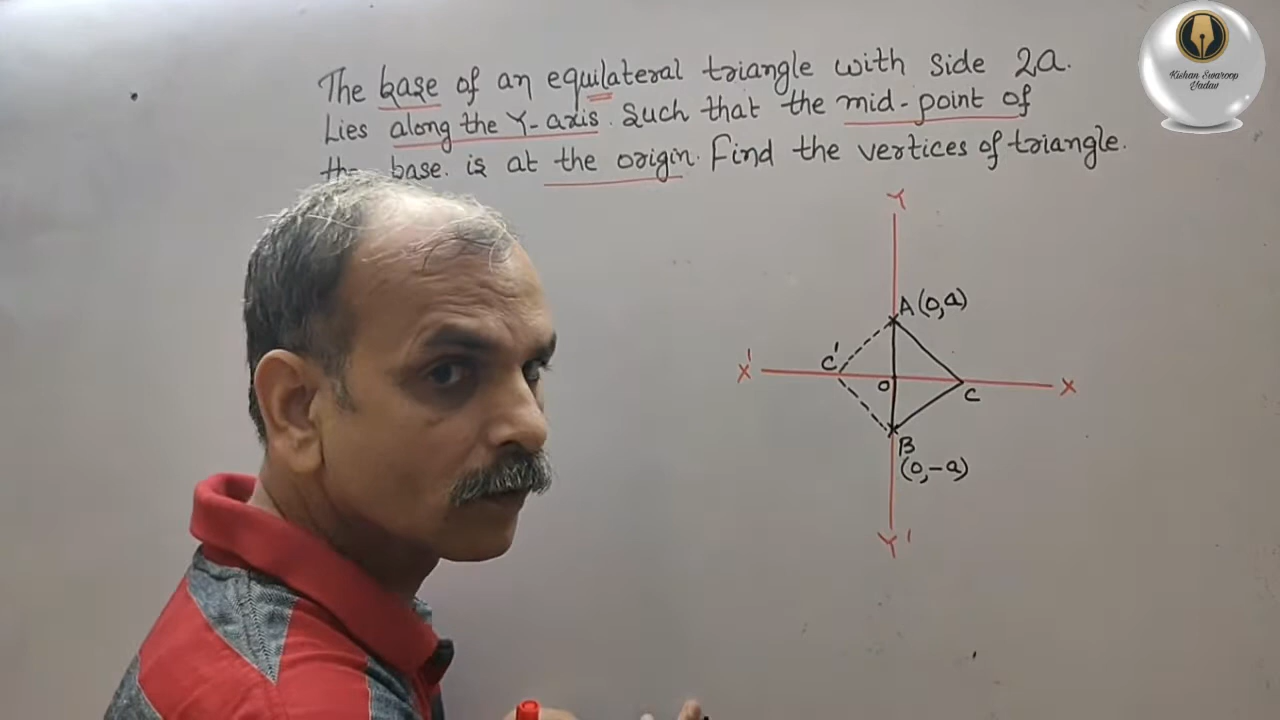 The base of an equilateral triangle with side 2a.
Lies along the Y-axis. Such that the mid-point of
the base. is at the origin. Find the vertices of triangle.
Y
A(0,a)
C'
X'
O
C
X
B
(0,-a)
Y'
Kishan Swaroop
Yadav